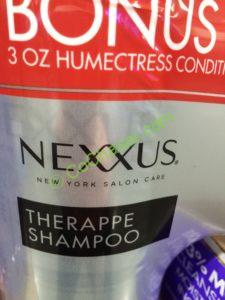 BONUS
3 OZ HUMECTRESS CONDITI
NEXXUS
NEW YORK SALON CARE
THERAPPE
SHAMPOO